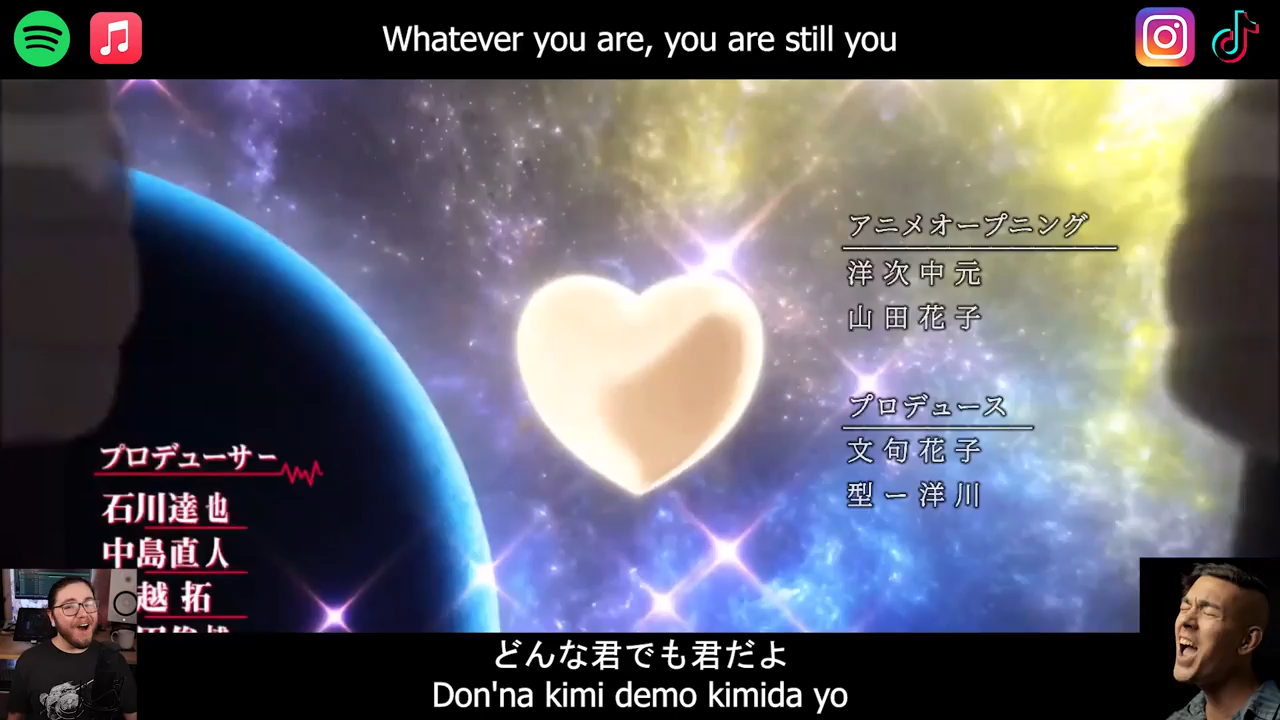 Whatever you are, you are still you
アニメオープニング
洋次中元
山田花子
プロデュース
文句花子
型ー洋川
プロデューサー
石川達也
中島直人
越拓
どんな君でも君だよ
Don'na kimi demo kimida yo